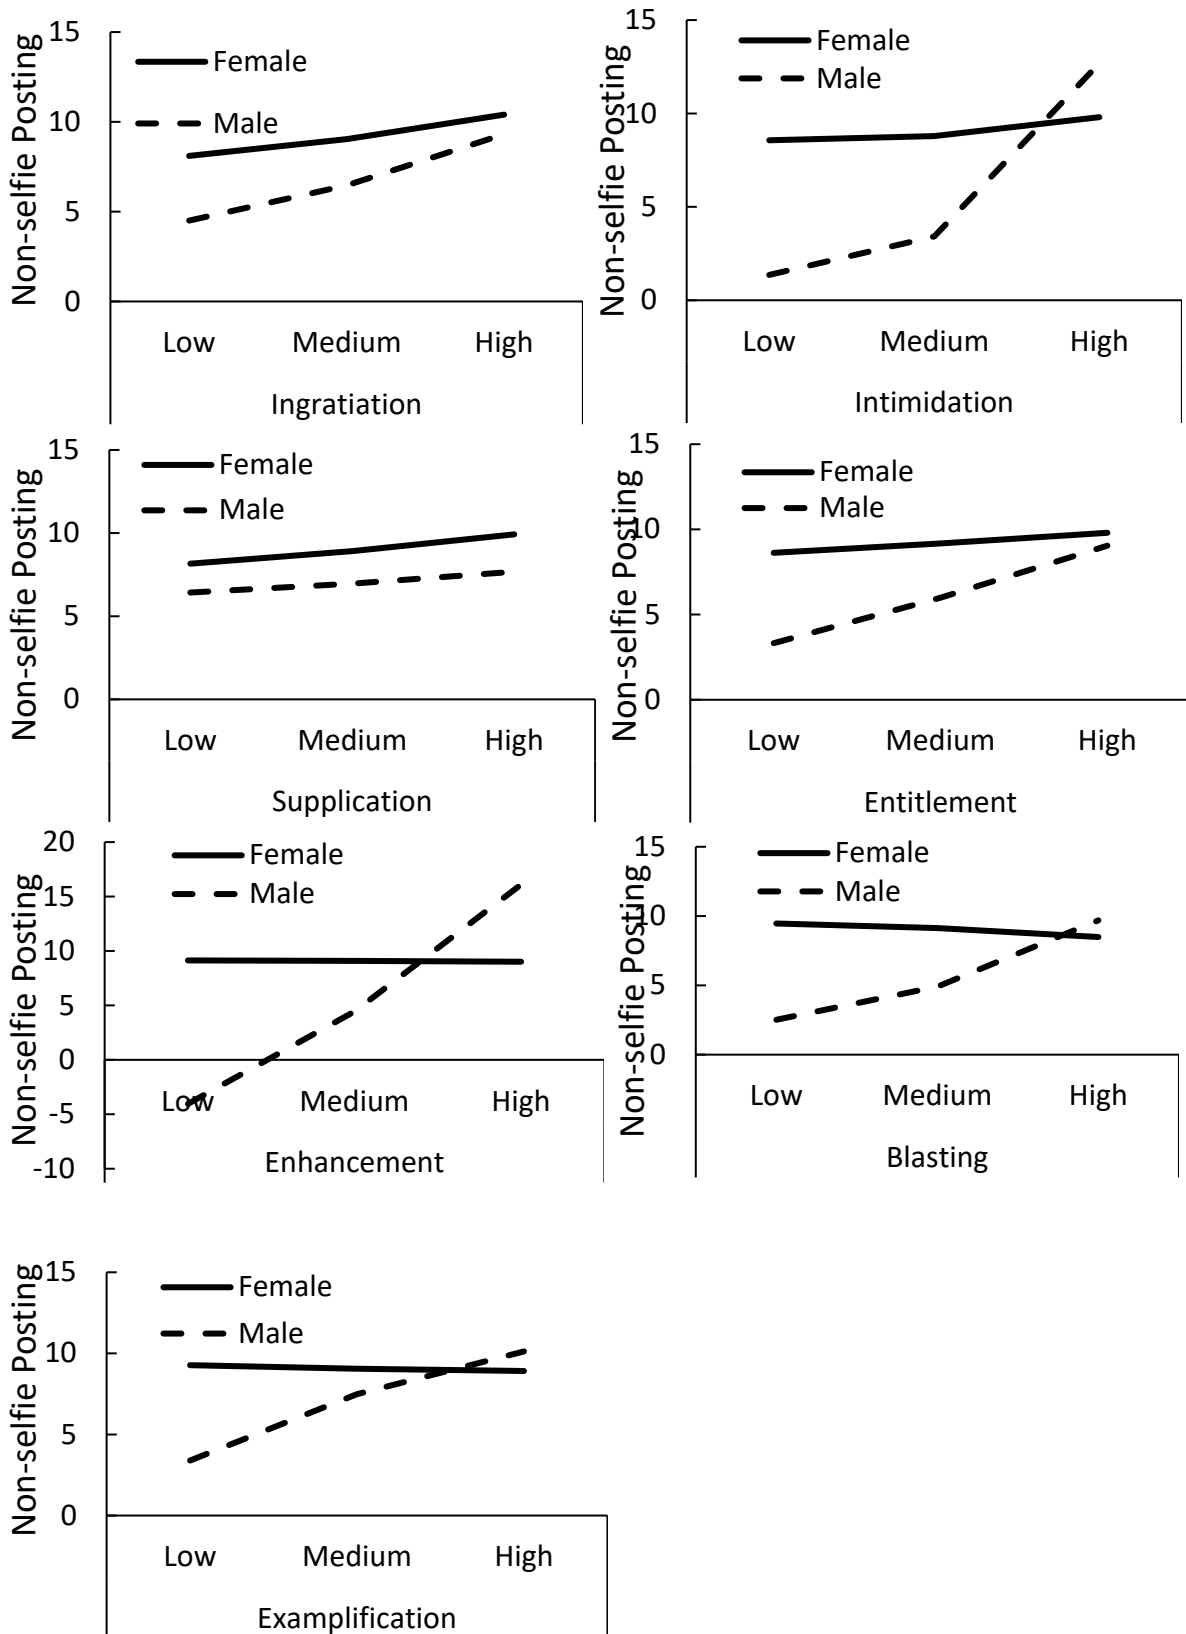 Non-selfie Posting
15
10
5
0
Female
Male
Low Medium High
Ingratiation
Non-selfie Posting
15
10
5
0
Female
Male
Low Medium High
Intimidation
Non-selfie Posting
15
10
5
0
Female
Male
Low Medium High
Supplication
Non-selfie Posting
15
10
5
0
Female
Male
Low Medium High
Entitlement
Non-selfie Posting
20
15
10
5
0
-5
-10
Female
Male
Low Medium High
Enhancement
Non-selfie Posting
15
10
5
0
Female
Male
Low Medium High
Blasting
Non-selfie Posting
15
10
5
0
Female
Male
Low Medium High
Examplification